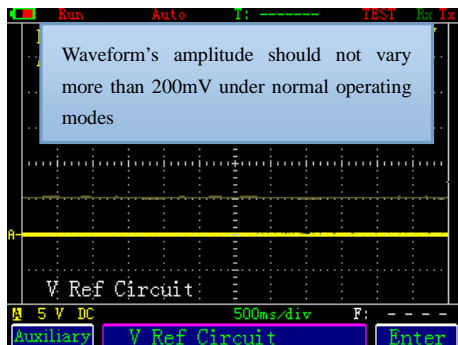 Run Auto T: ------- TEST Rx Tx
Waveform's amplitude should not vary
more than 200mV under normal operating
modes
A-
V Ref Circuit
A 5 V DC 500ms/div F: - - - -
Auxiliary V Ref Circuit Enter